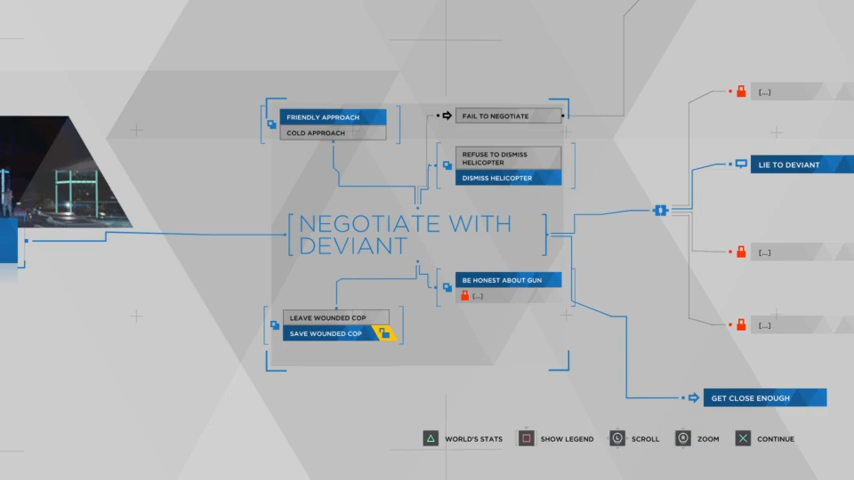 FRIENDLY APPROACH
COLD APPROACH
FAIL TO NEGOTIATE
REFUSE TO DISMISS
HELICOPTER
DISMISS HELICOPTER
NEGOTIATE WITH
DEVIANT
BE HONEST ABOUT GUN
[...]
LEAVE WOUNDED COP
SAVE WOUNDED COP
[...]
LIE TO DEVIANT
[...]
[...]
GET CLOSE ENOUGH
WORLD'S STATS
SHOW LEGEND
L SCROLL
R ZOOM
CONTINUE